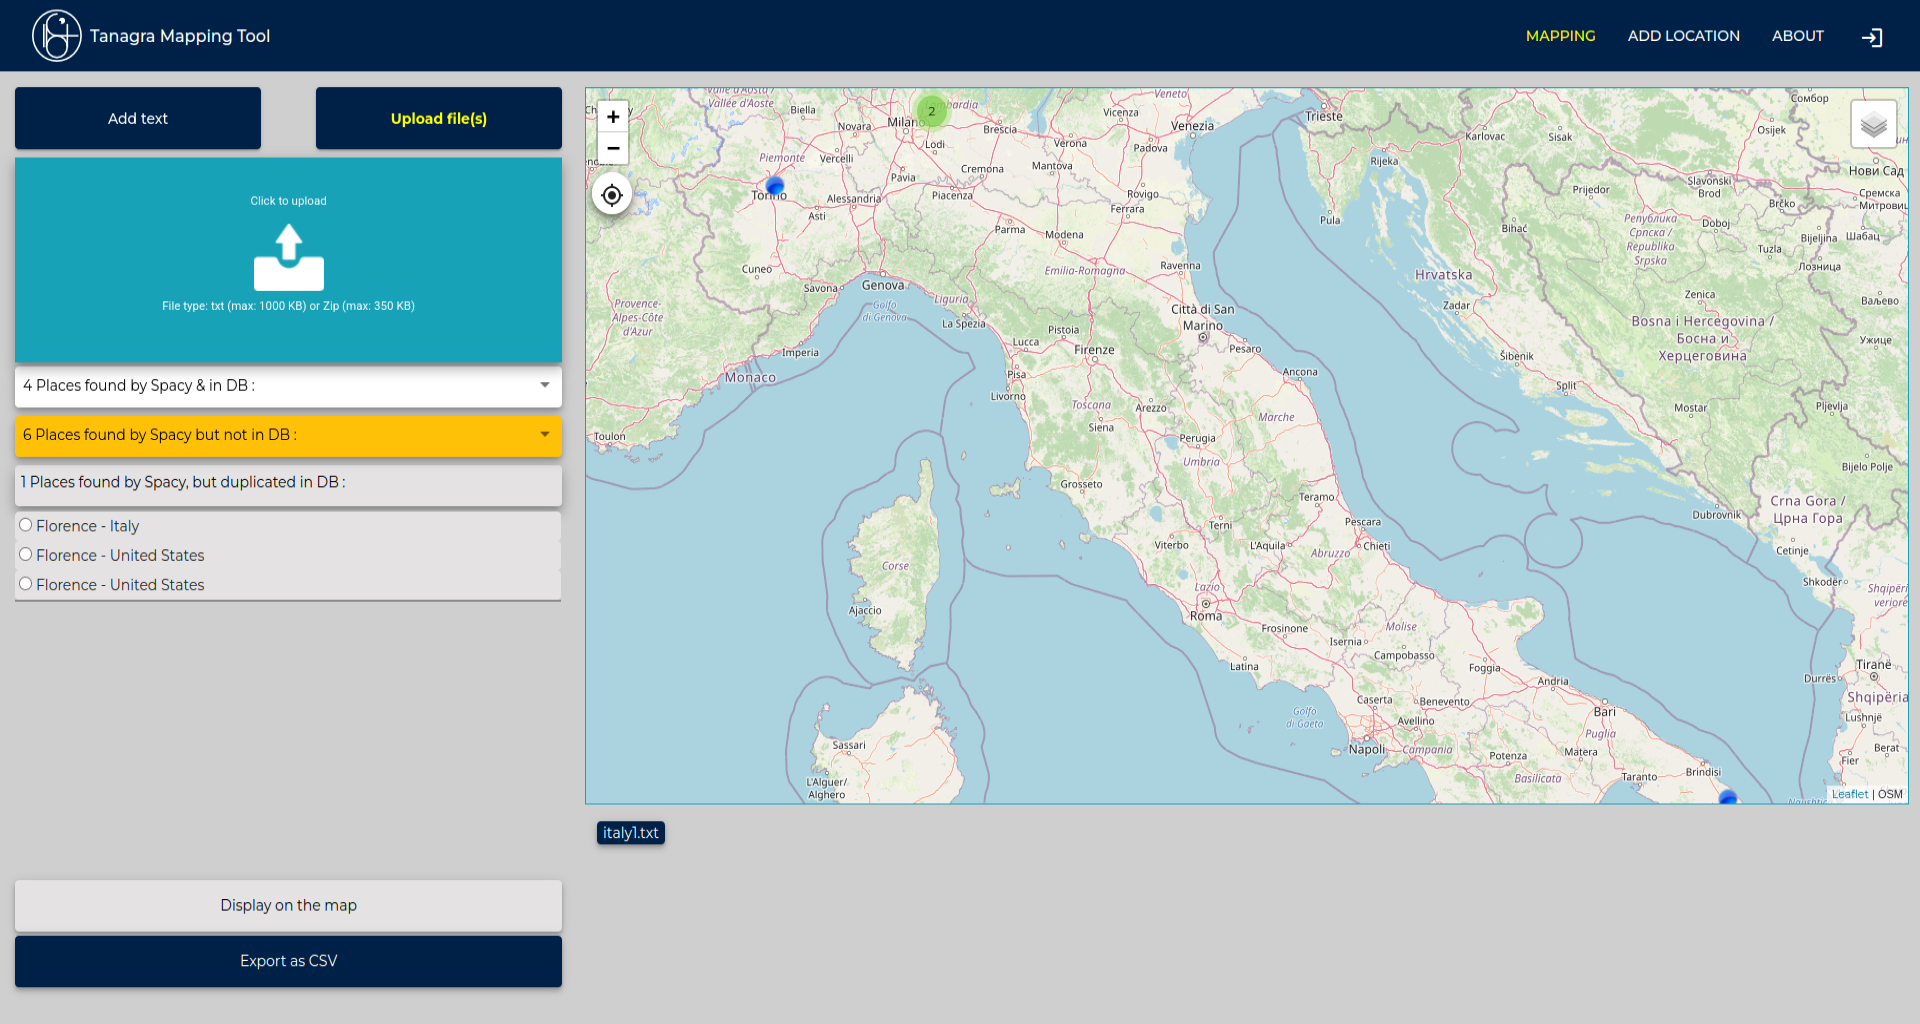 Tanagra Mapping Tool
MAPPING
ADD LOCATION
ABOUT
Add text
Upload file(s)
Click to upload
File type: txt (max: 1000 KB) or Zip (max: 350 KB)
4 Places found by Spacy & in DB :
6 Places found by Spacy but not in DB :
1 Places found by Spacy, but duplicated in DB :
Florence - Italy
Florence - United States
Florence - United States
Display on the map
Export as CSV
+
−
2
Vallée d'Aoste
Biella
Novara
Milano
Lodi
Brescia
Vicenza
Veneto
Venezia
Verona
Padova
Trieste
Karlovac
Sisak
Сомбор
Osijek
Нови Сад
Piemonte
Vercelli
Pavia
Cremona
Mantova
Rijeka
Prijedor
Slavonski
Brod
Brčko
Сремска
Torino
Asti
Alessandria
Piacenza
Rovigo
Ferrara
Pula
Bihać
Република
Српска /
Republika
Srpska
Doboj
Tuzla
Bijeljina
Шабац
Лозница
Parma
Modena
Cuneo
Savona
Genova
Emilia-Romagna
Ravenna
Hrvatska
Zadar
Zenica
Ваљево
Provence-
Alpes-Côte
d'Azur
Golfo
di Genova
Liguria
La Spezia
Imperia
Monaco
Toulon
Pistoia
Lucca
Firenze
Pisa
Livorno
Città di San
Marino
Pesaro
Ancona
Šibenik
Split
Bosna i Hercegovina /
Босна и
Херцеговина
Ужице
Mostar
Pljevlja
Toscana
Arezzo
Siena
Marche
Perugia
Umbria
Grosseto
Teramo
Terni
Pescara
Viterbo
L'Aquila
Abruzzo
Chieti
Dubrovnik
Bijelo Polje
Crna Gora /
Црна Гора
Cetinje
Shkodër
Corse
Ajaccio
Lazio
Roma
Frosinone
Latina
Isernia
Molise
Campobasso
Foggia
Andria
Bari
Tiranë
Durrës
Shqipëria
Lushnjë
Berat
Fier
Golfo
di Gaeta
Caserta
Benevento
Avellino
Napoli
Campania
Potenza
Basilicata
Matera
Puglia
Taranto
Brindisi
Sassari
L'Alguer/
Alghero
Leaflet | OSM
italy1.txt